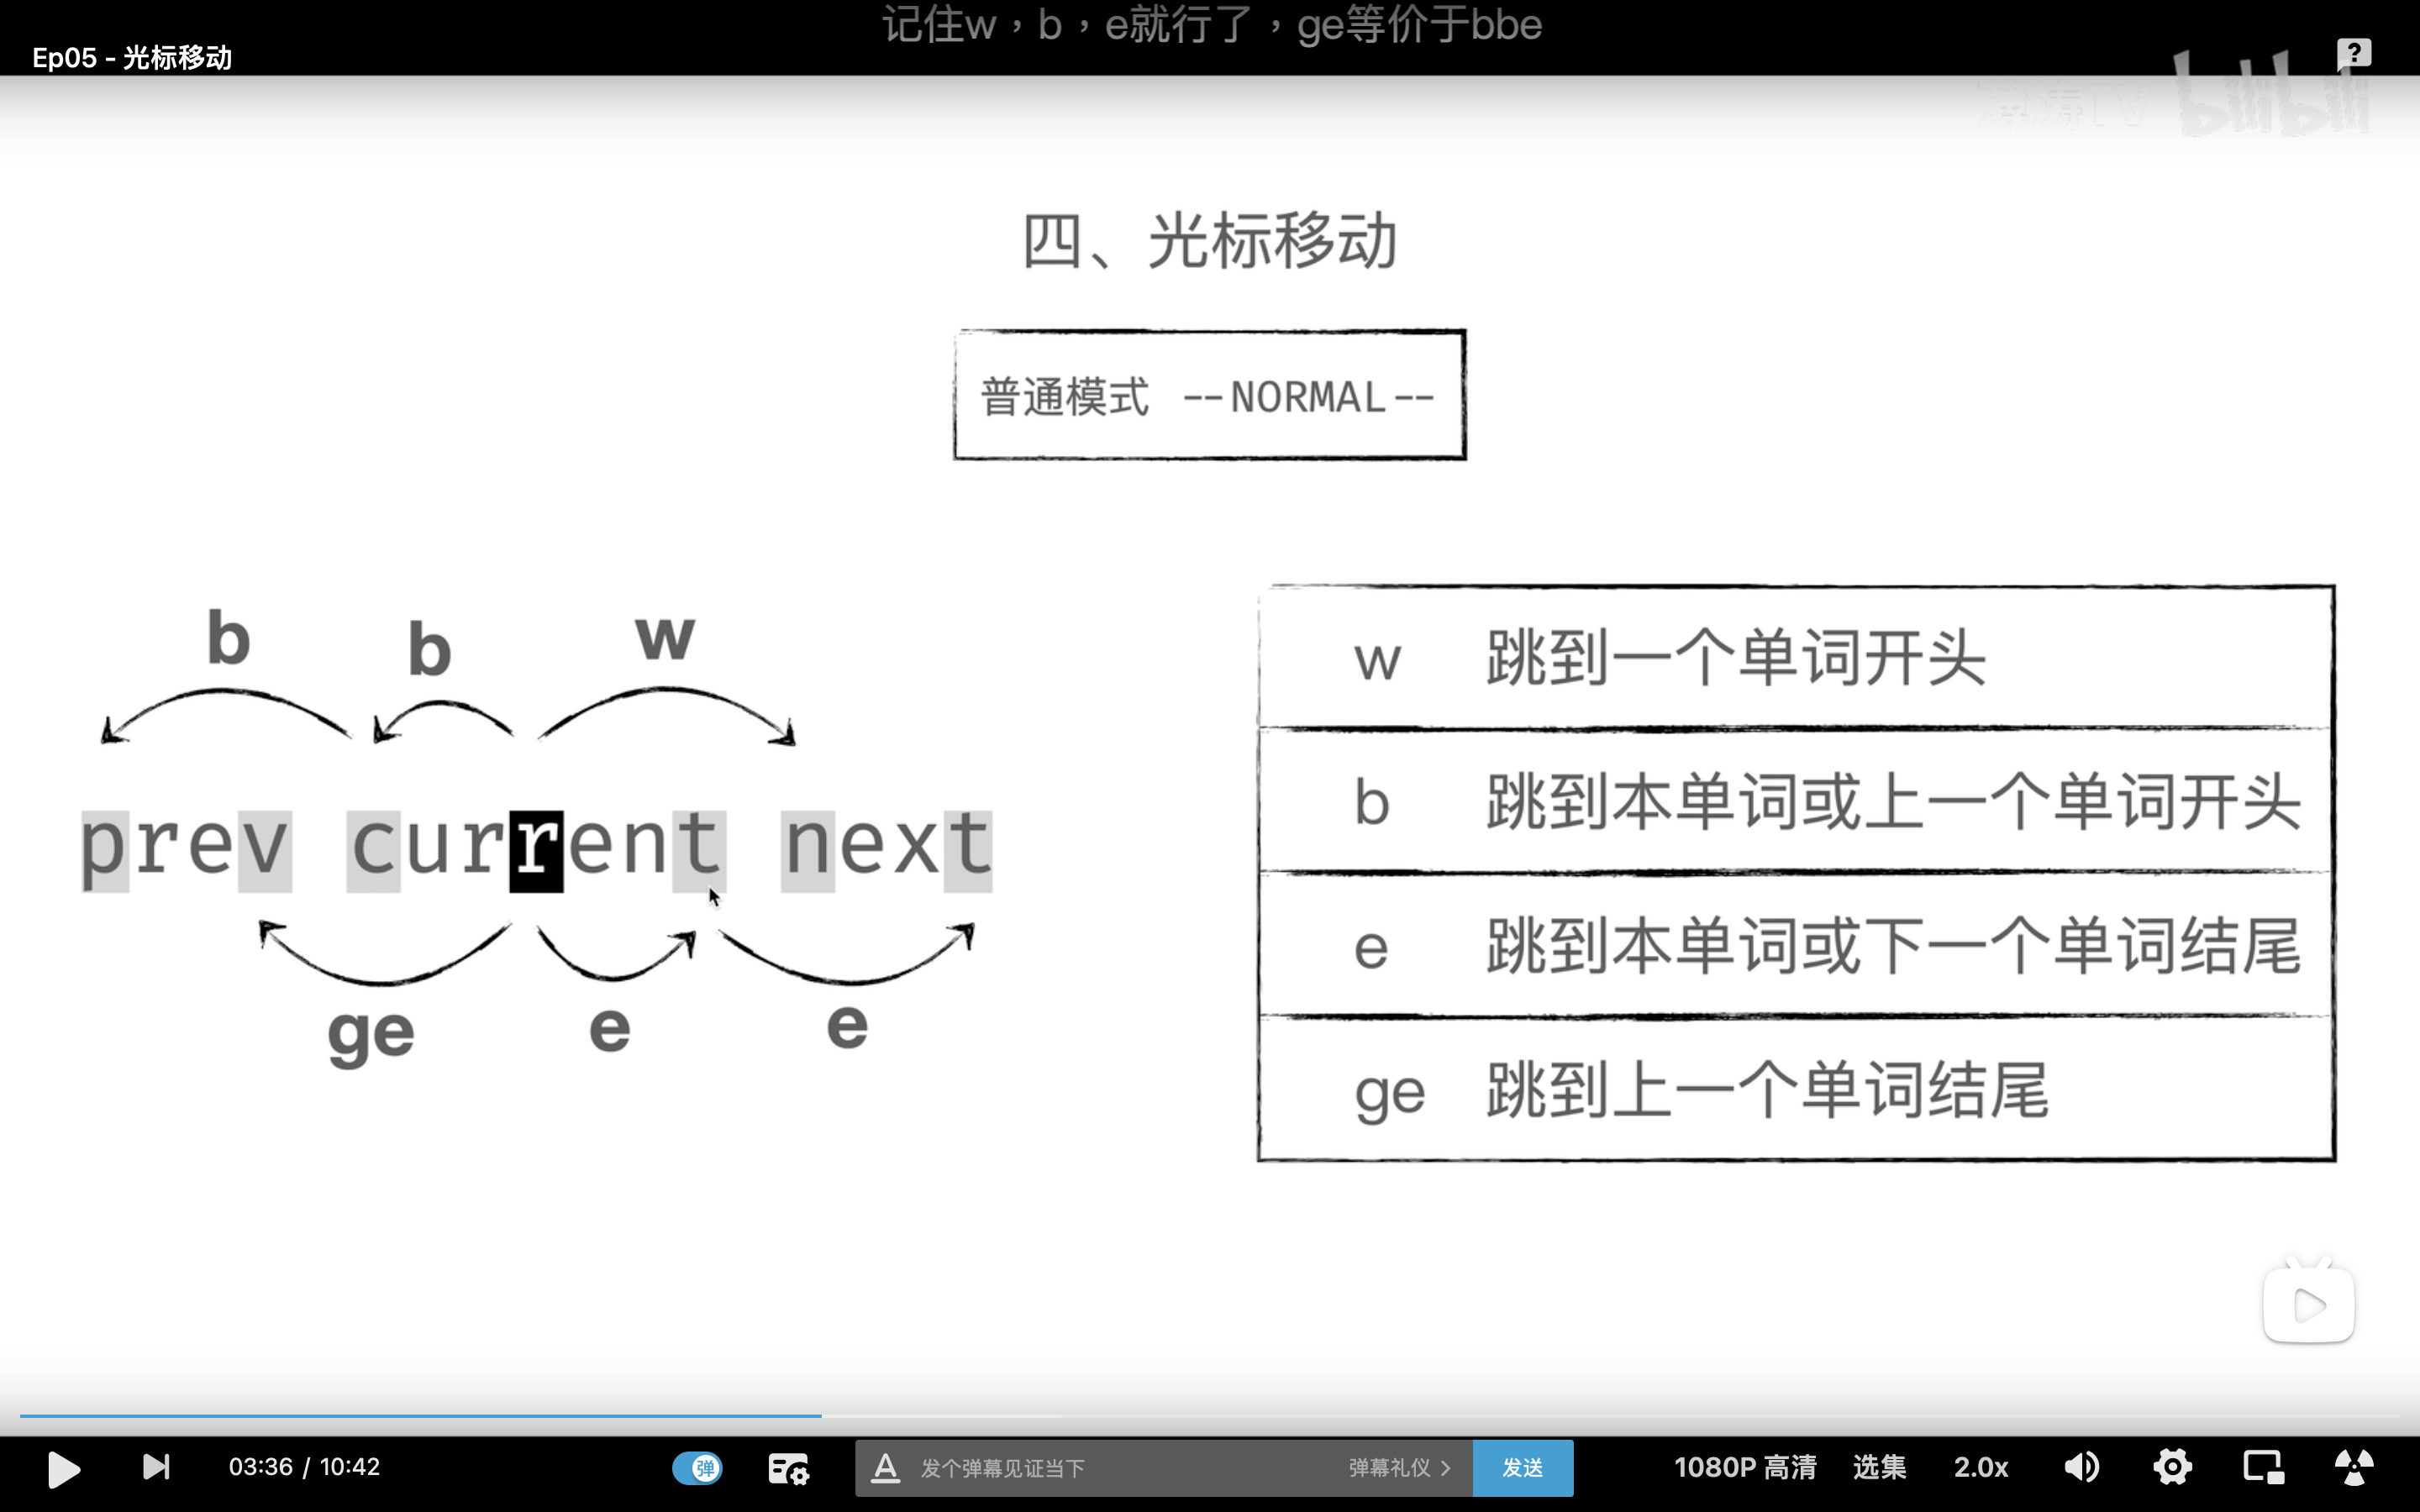 记住w，b，e就行了，ge等价于bbe
Ep05 - 光标移动
bilibili
四、光标移动
普通模式 --NORMAL--
b b w
prev current next
ge e e
w 跳到一个单词开头
b 跳到本单词或上一个单词开头
e 跳到本单词或下一个单词结尾
ge 跳到上一个单词结尾
03:36 / 10:42
弹
发个弹幕见证当下
弹幕礼仪 >
发送
1080P 高清
选集
2.0x